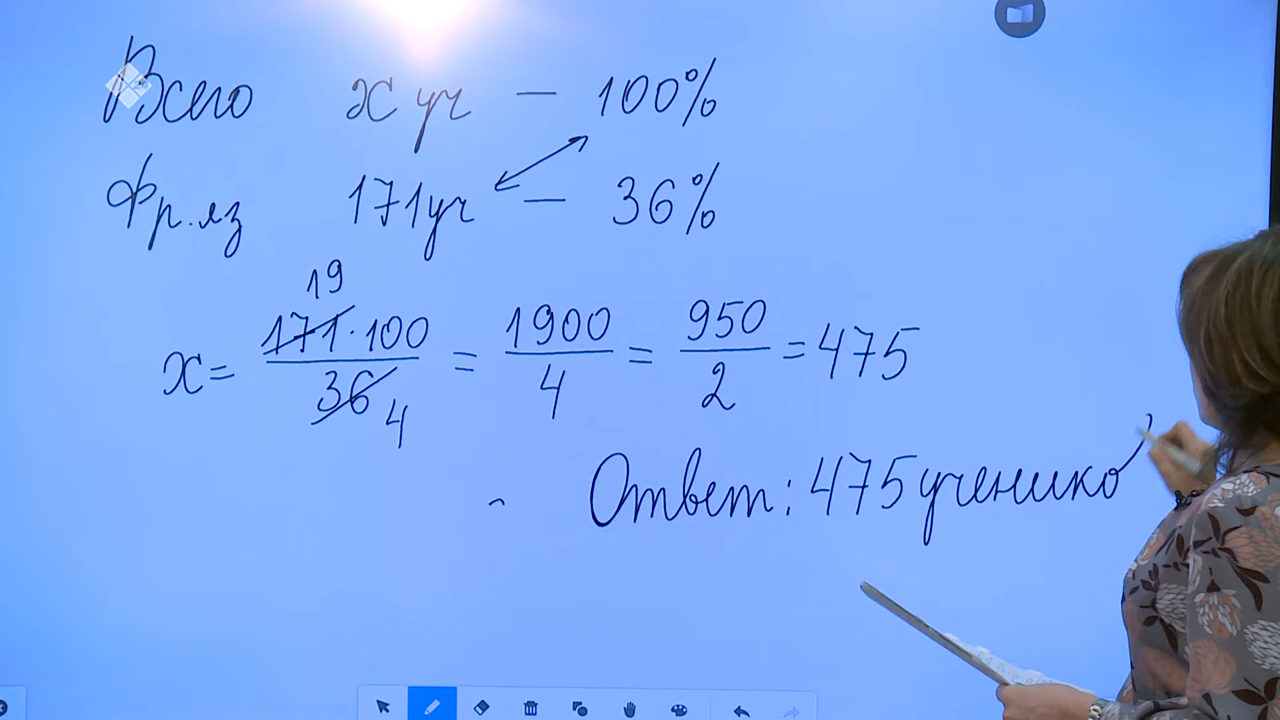 Всего х уч — 100%
Фр. яз 171уч — 36%
19
х = 171·100 / 36 = 1900 / 4 = 950 / 2 = 475
4
Ответ: 475 ученико